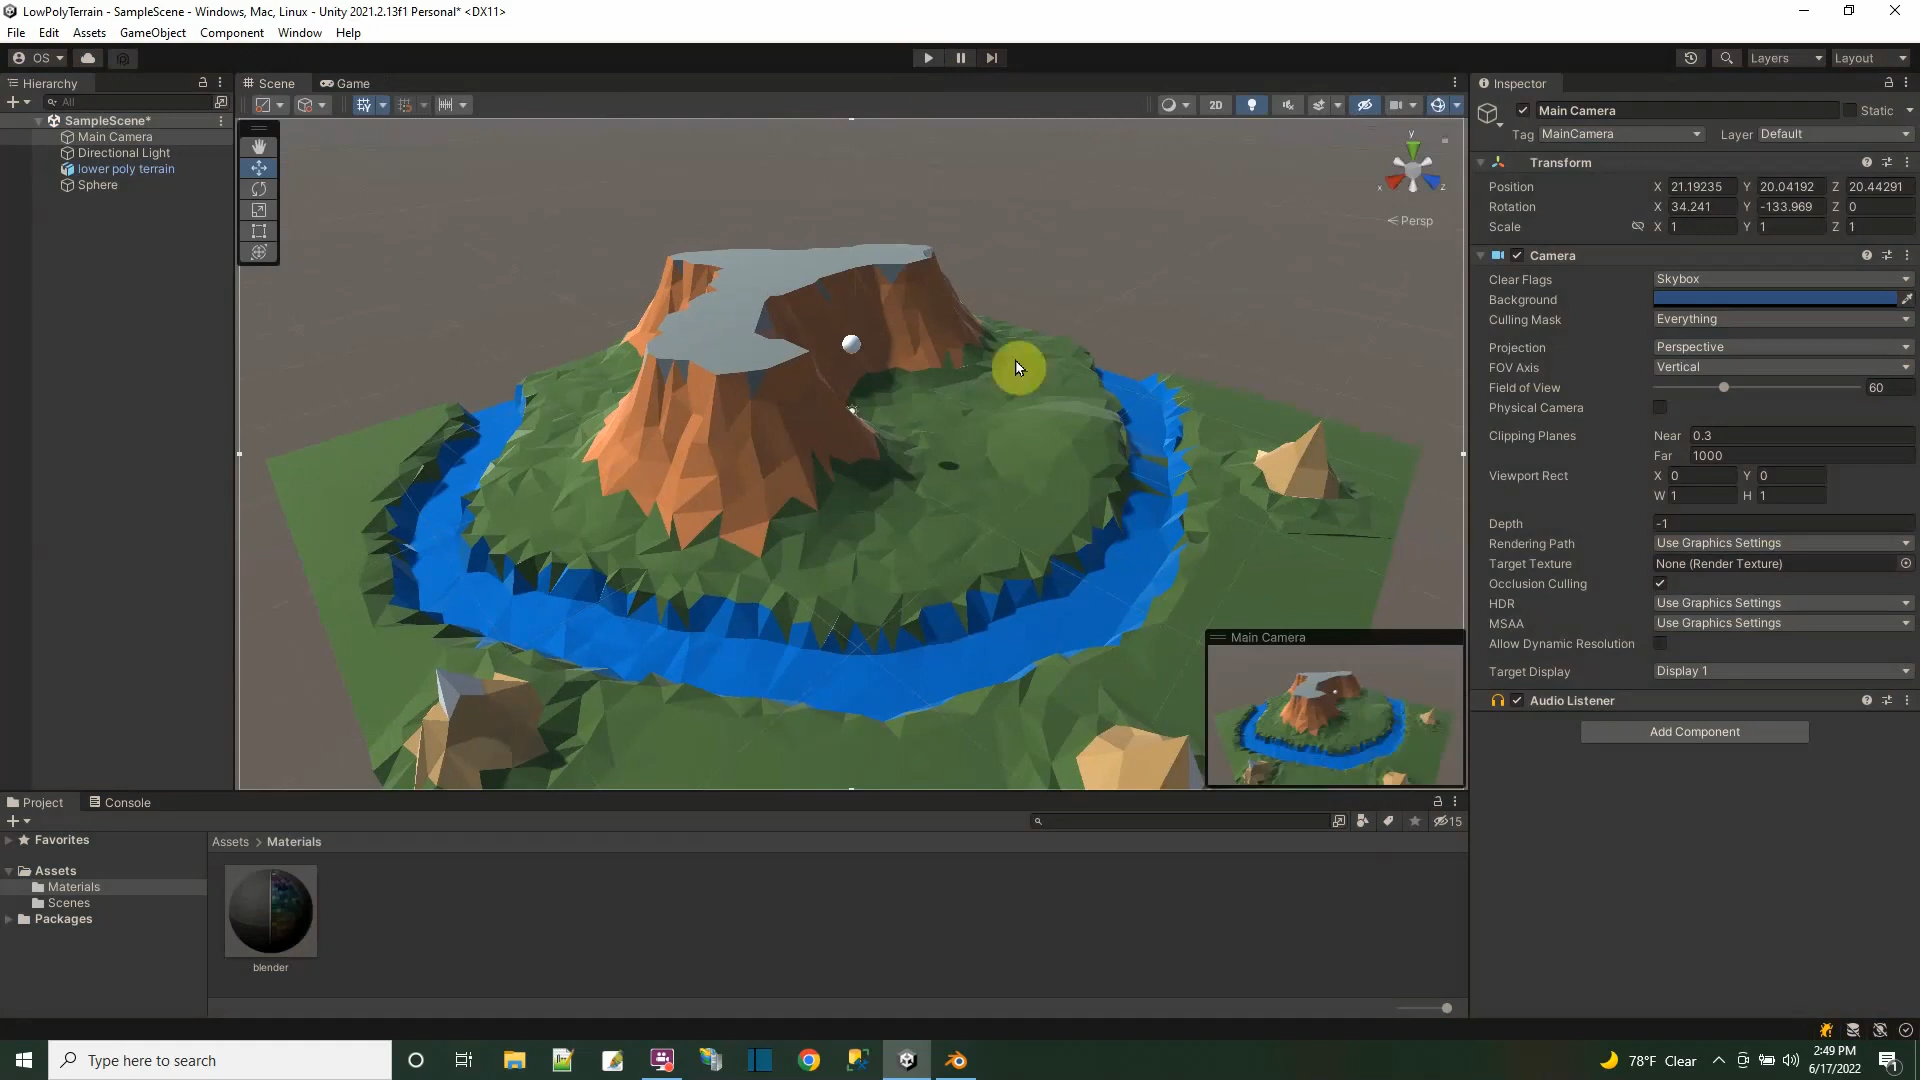 LowPolyTerrain - SampleScene - Windows, Mac, Linux - Unity 2021.2.13f1 Personal* <DX11>
File Edit Assets GameObject Component Window Help
OS Layers Layout
Hierarchy
All
SampleScene*
Main Camera
Directional Light
lower poly terrain
Sphere
Scene Game
2D
y
x z
Persp
Main Camera
Inspector
Main Camera Static
Tag MainCamera Layer Default
Transform
Position X 21.19235 Y 20.04192 Z 20.44291
Rotation X 34.241 Y -133.969 Z 0
Scale X 1 Y 1 Z 1
Camera
Clear Flags Skybox
Background
Culling Mask Everything
Projection Perspective
FOV Axis Vertical
Field of View 60
Physical Camera
Clipping Planes Near 0.3
Far 1000
Viewport Rect X 0 Y 0
W 1 H 1
Depth -1
Rendering Path Use Graphics Settings
Target Texture None (Render Texture)
Occlusion Culling
HDR Use Graphics Settings
MSAA Use Graphics Settings
Allow Dynamic Resolution
Target Display Display 1
Audio Listener
Add Component
Project Console
15
Favorites
Assets
Materials
Scenes
Packages
Assets > Materials
blender
Type here to search
78°F Clear
2:49 PM
6/17/2022
1